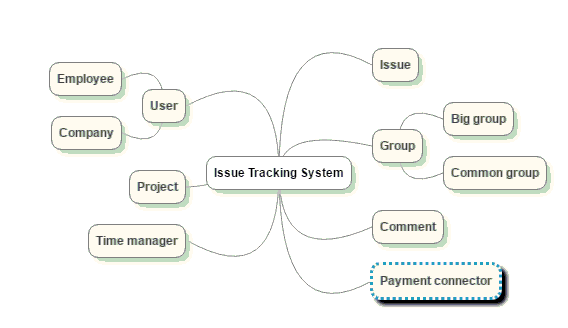 Issue
Employee
User
Company
Big group
Group
Common group
Issue Tracking System
Project
Comment
Time manager
Payment connector